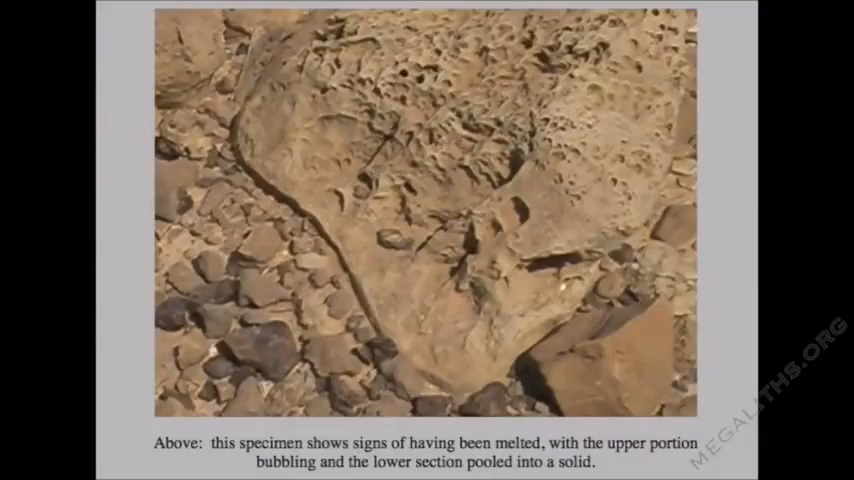 Above: this specimen shows signs of having been melted, with the upper portion
bubbling and the lower section pooled into a solid.
MEGALITHS.ORG